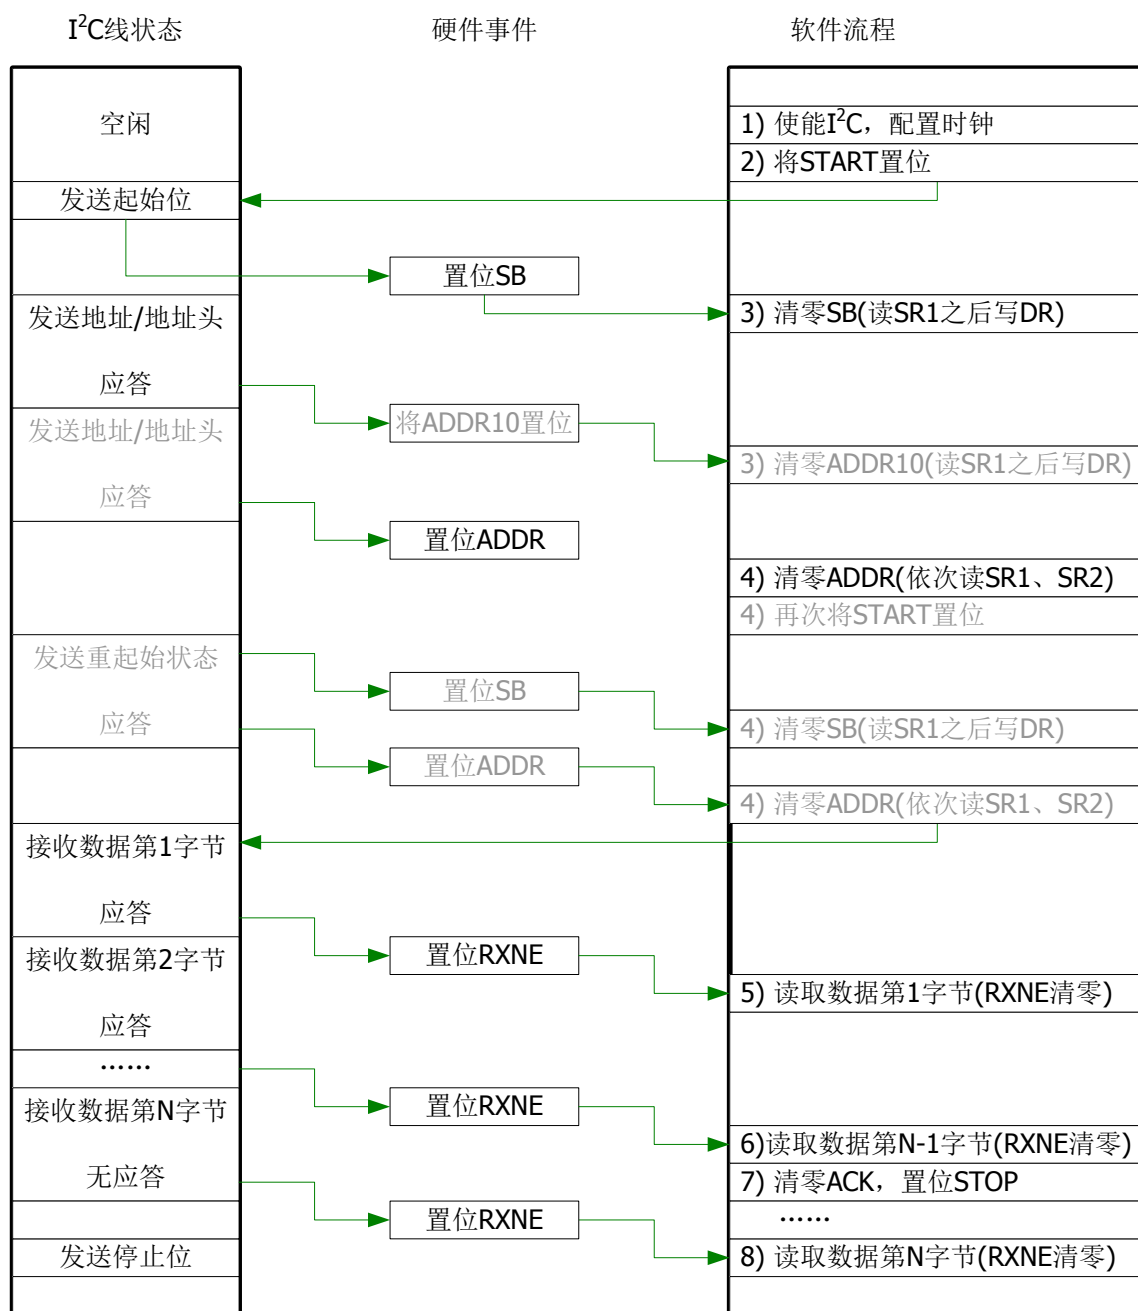 I²C线状态
硬件事件
软件流程
空闲
1) 使能I²C，配置时钟
2) 将START置位
发送起始位
置位SB
发送地址/地址头
3) 清零SB(读SR1之后写DR)
应答
将ADDR10置位
发送地址/地址头
3) 清零ADDR10(读SR1之后写DR)
应答
置位ADDR
4) 清零ADDR(依次读SR1、SR2)
4) 再次将START置位
发送重起始状态
置位SB
应答
4) 清零SB(读SR1之后写DR)
置位ADDR
4) 清零ADDR(依次读SR1、SR2)
接收数据第1字节
应答
置位RXNE
接收数据第2字节
5) 读取数据第1字节(RXNE清零)
应答
……
置位RXNE
接收数据第N字节
6)读取数据第N-1字节(RXNE清零)
无应答
7) 清零ACK，置位STOP
置位RXNE
……
发送停止位
8) 读取数据第N字节(RXNE清零)